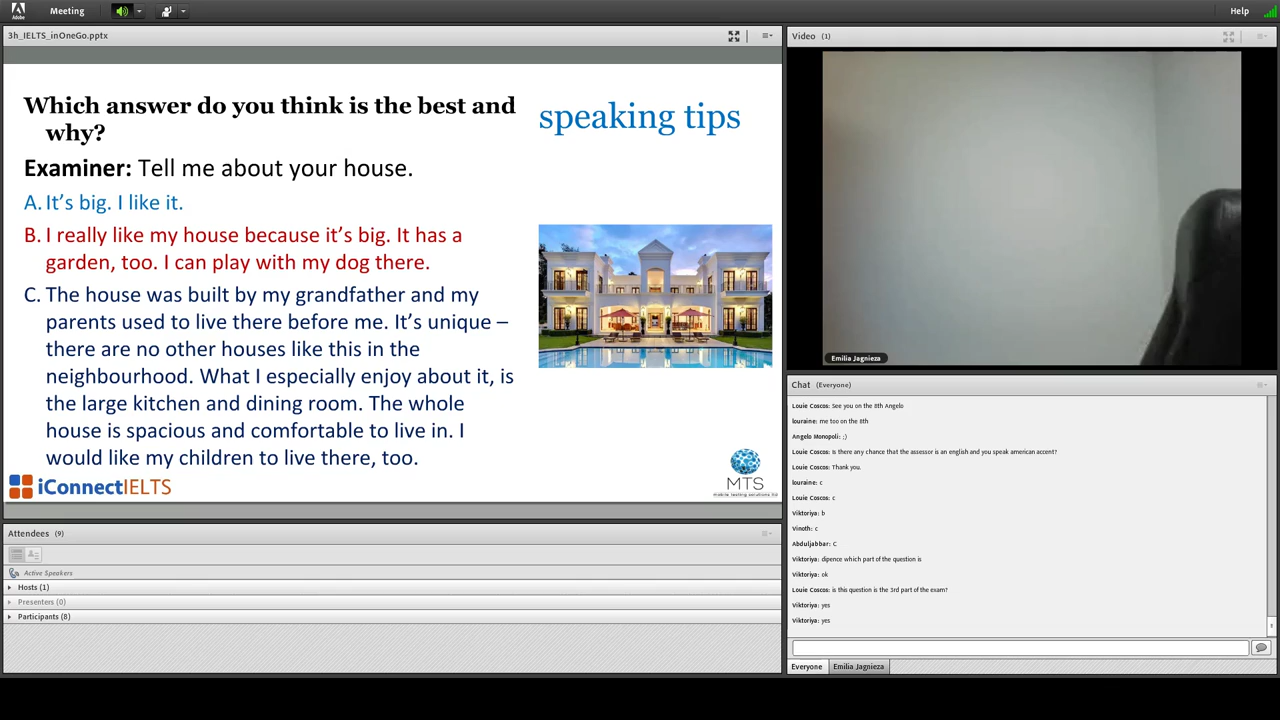 Meeting
Help
3h_IELTS_inOneGo.pptx
Which answer do you think is the best and
why?
speaking tips
Examiner: Tell me about your house.
A. It's big. I like it.
B. I really like my house because it's big. It has a
garden, too. I can play with my dog there.
C. The house was built by my grandfather and my
parents used to live there before me. It's unique –
there are no other houses like this in the
neighbourhood. What I especially enjoy about it, is
the large kitchen and dining room. The whole
house is spacious and comfortable to live in. I
would like my children to live there, too.
iConnectIELTS
MTS
mobile testing solutions ltd
Attendees (9)
Active Speakers
Hosts (1)
Presenters (0)
Participants (8)
Video (1)
Emilia Jagnieza
Chat (Everyone)
Louie Coscos: See you on the 8th Angelo
louraine: me too on the 8th
Angelo Monopoli: ;)
Louie Coscos: Is there any chance that the assessor is an english and you speak american accent?
Louie Coscos: Thank you.
louraine: c
Louie Coscos: c
Viktoriya: b
Vinoth: c
Abduljabbar: C
Viktoriya: dipence which part of the question is
Viktoriya: ok
Louie Coscos: is this question is the 3rd part of the exam?
Viktoriya: yes
Viktoriya: yes
Everyone
Emilia Jagnieza